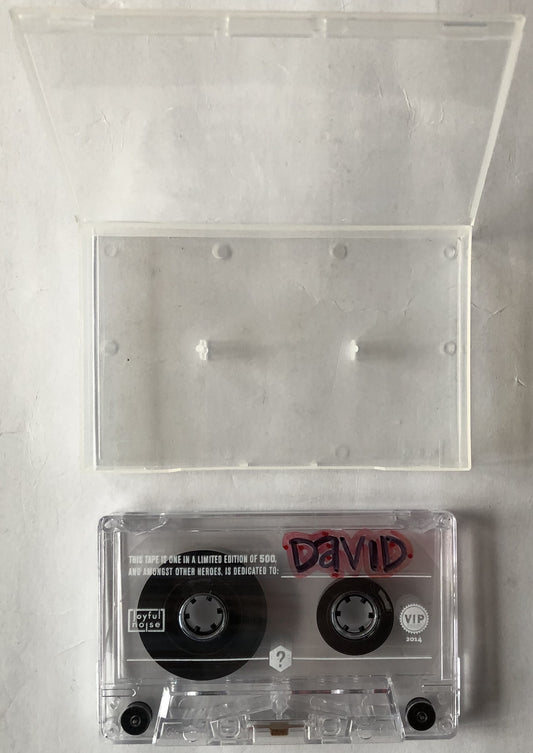 THIS TAPE IS ONE IN A LIMITED EDITION OF 500,
AND AMONGST OTHER HEROES, IS DEDICATED TO:
DaVID
joyful
noise
VIP
2014
?